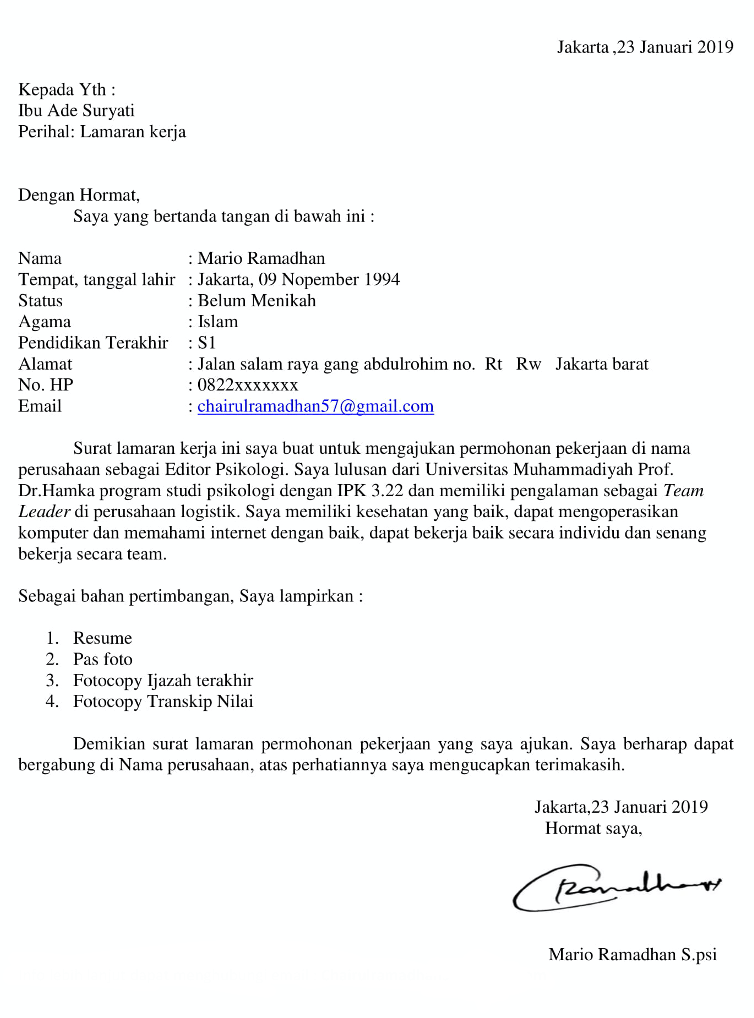 Jakarta ,23 Januari 2019
Kepada Yth :
Ibu Ade Suryati
Perihal: Lamaran kerja
Dengan Hormat,
Saya yang bertanda tangan di bawah ini :
Nama : Mario Ramadhan
Tempat, tanggal lahir : Jakarta, 09 Nopember 1994
Status : Belum Menikah
Agama : Islam
Pendidikan Terakhir : S1
Alamat : Jalan salam raya gang abdulrohim no. Rt Rw Jakarta barat
No. HP : 0822xxxxxxx
Email : chairulramadhan57@gmail.com
Surat lamaran kerja ini saya buat untuk mengajukan permohonan pekerjaan di nama
perusahaan sebagai Editor Psikologi. Saya lulusan dari Universitas Muhammadiyah Prof.
Dr.Hamka program studi psikologi dengan IPK 3.22 dan memiliki pengalaman sebagai Team
Leader di perusahaan logistik. Saya memiliki kesehatan yang baik, dapat mengoperasikan
komputer dan memahami internet dengan baik, dapat bekerja baik secara individu dan senang
bekerja secara team.
Sebagai bahan pertimbangan, Saya lampirkan :
1. Resume
2. Pas foto
3. Fotocopy Ijazah terakhir
4. Fotocopy Transkip Nilai
Demikian surat lamaran permohonan pekerjaan yang saya ajukan. Saya berharap dapat
bergabung di Nama perusahaan, atas perhatiannya saya mengucapkan terimakasih.
Jakarta,23 Januari 2019
Hormat saya,
Mario Ramadhan S.psi